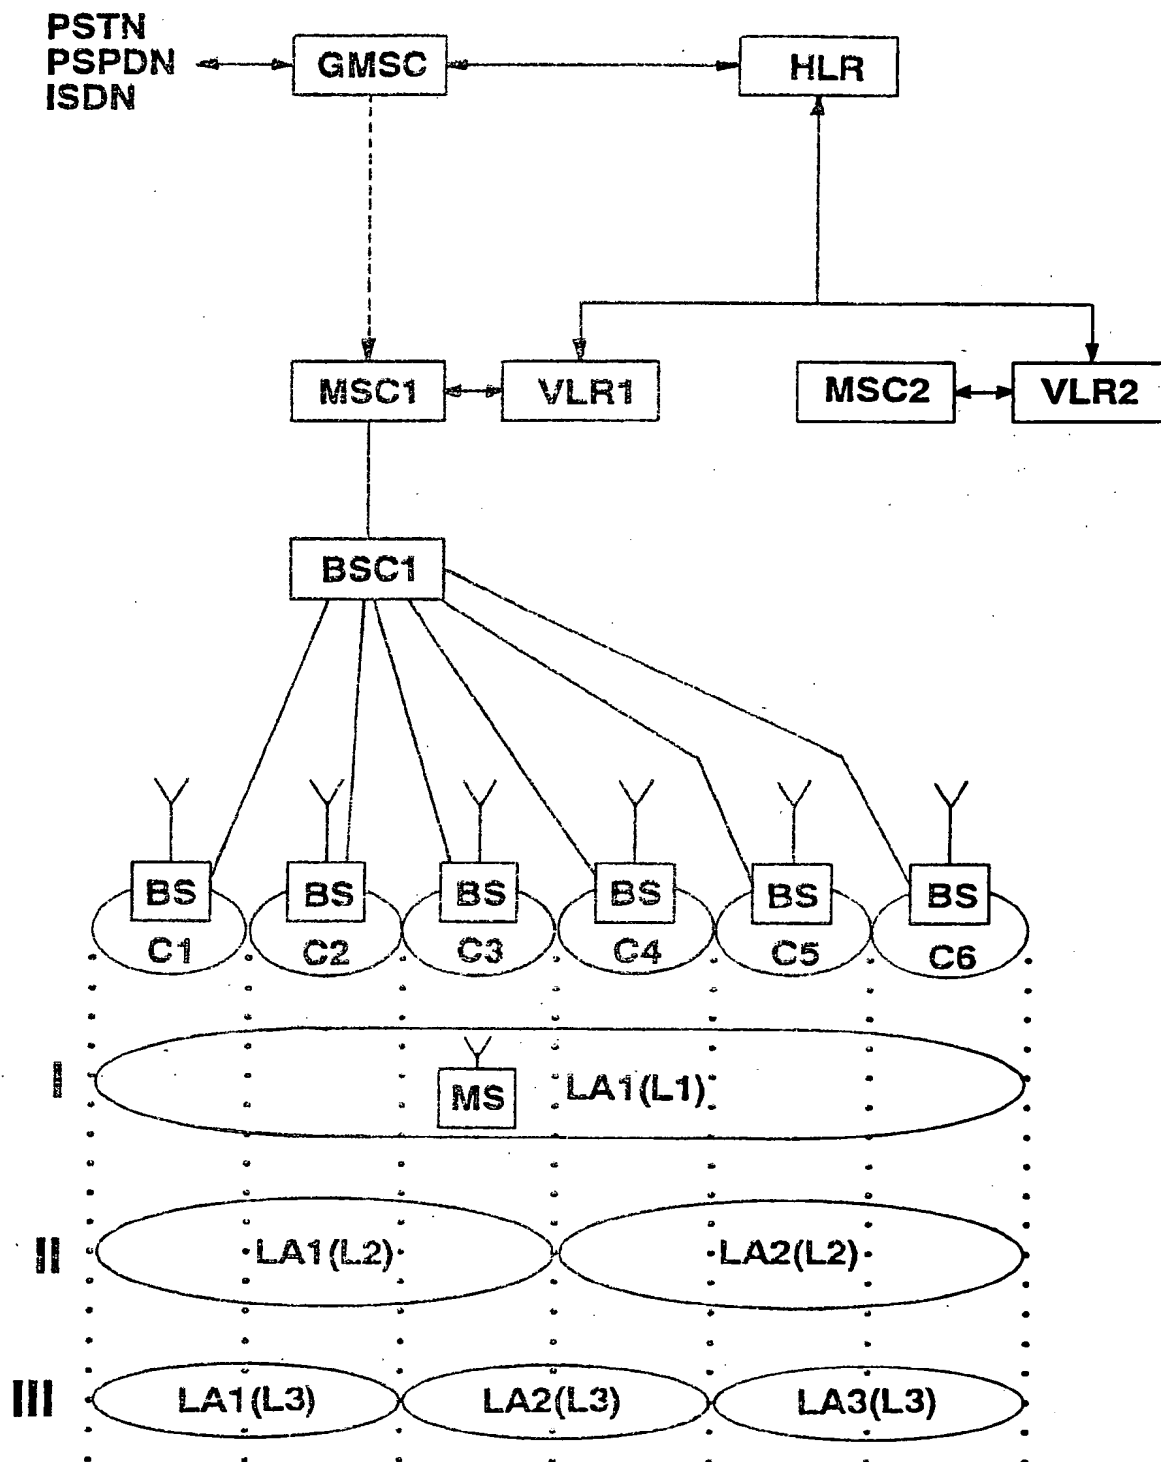 PSTN
PSPDN
ISDN
GMSC
HLR
MSC1
VLR1
MSC2
VLR2
BSC1
BS
BS
BS
BS
BS
BS
C1
C2
C3
C4
C5
C6
I
MS
LA1(L1)
II
LA1(L2)
LA2(L2)
III
LA1(L3)
LA2(L3)
LA3(L3)